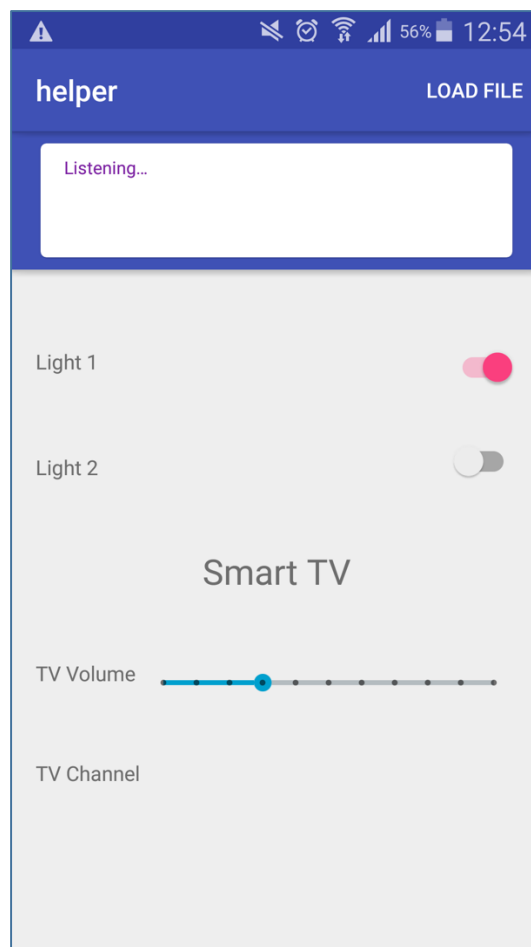 56% 12:54
helper LOAD FILE
Listening...
Light 1
Light 2
Smart TV
TV Volume
TV Channel